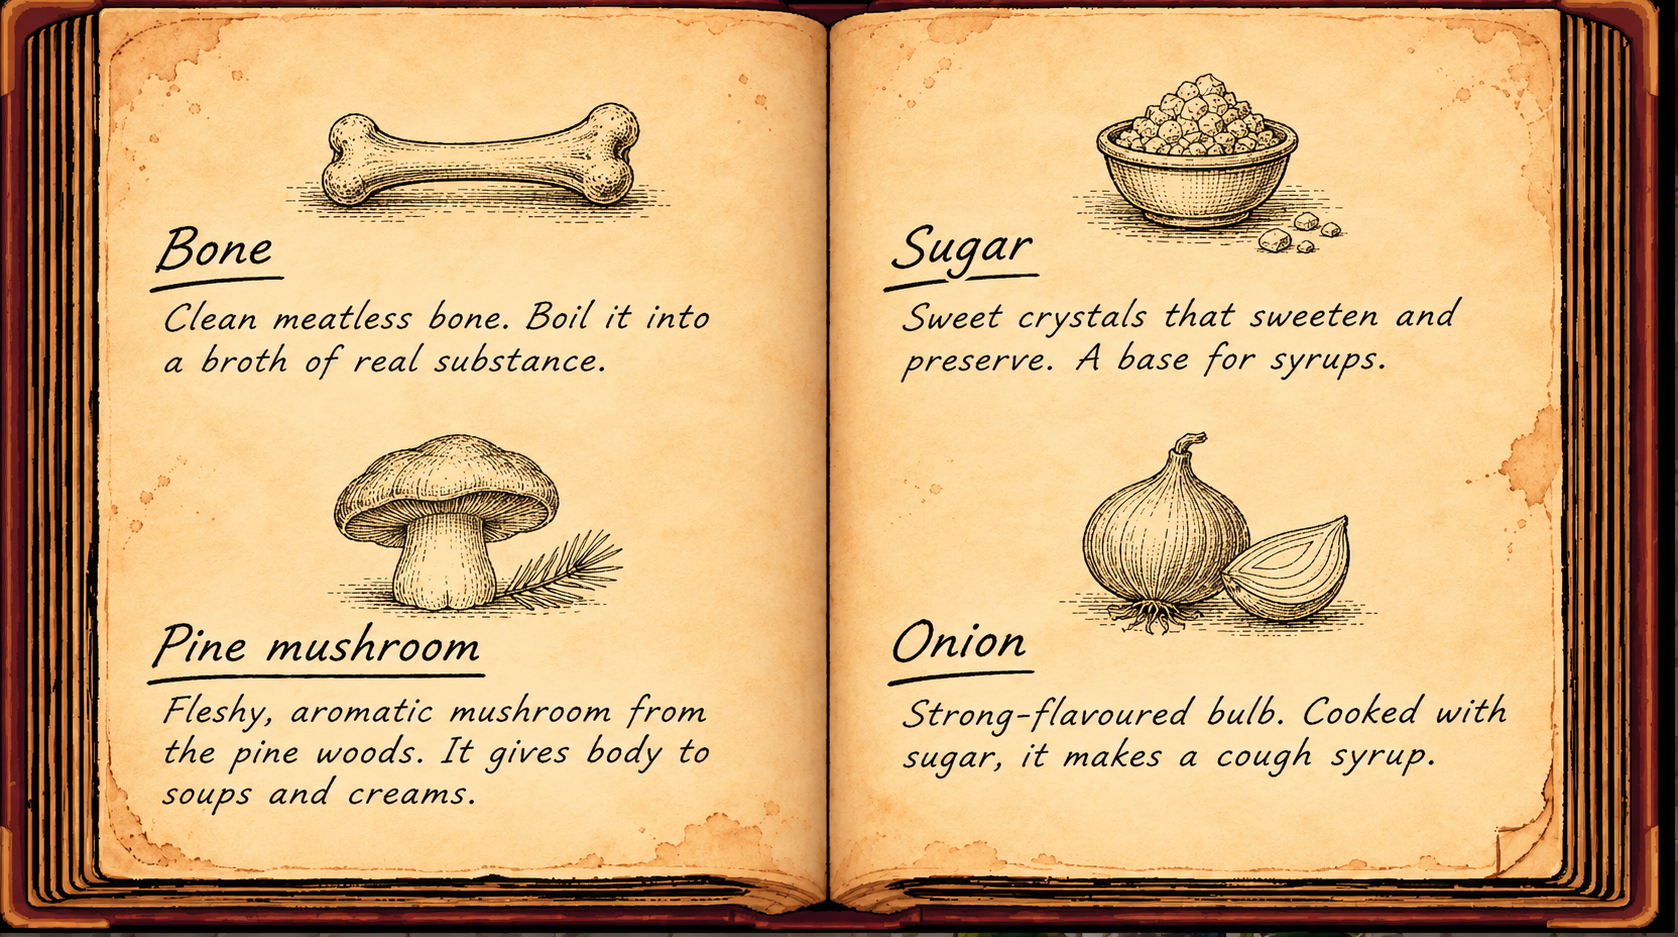 Bone
Clean meatless bone. Boil it into
a broth of real substance.
Pine mushroom
Fleshy, aromatic mushroom from
the pine woods. It gives body to
soups and creams.
Sugar
Sweet crystals that sweeten and
preserve. A base for syrups.
Onion
Strong-flavoured bulb. Cooked with
sugar, it makes a cough syrup.